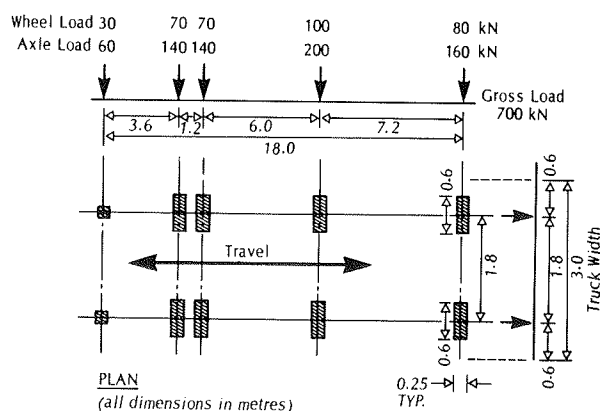 Wheel Load 30 70 70 100 80 kN
Axle Load 60 140 140 200 160 kN
Gross Load
700 kN
3.6 1.2 6.0 7.2
18.0
0.6 0.6
Travel 1.8 1.8 3.0 Truck Width
0.6 0.6
PLAN
(all dimensions in metres)
0.25
TYP.